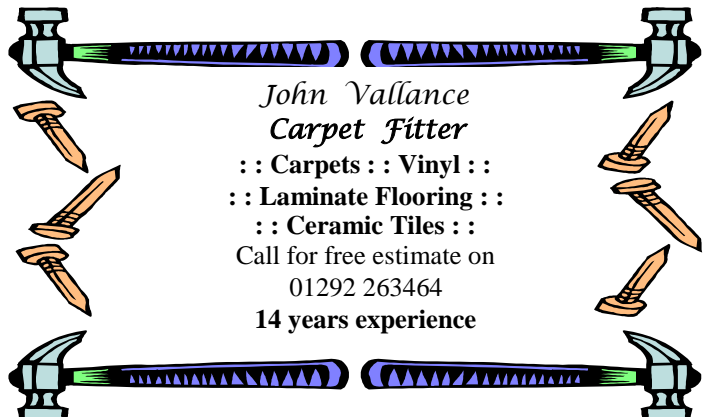 John Vallance
Carpet Fitter
: : Carpets : : Vinyl : :
: : Laminate Flooring : :
: : Ceramic Tiles : :
Call for free estimate on
01292 263464
14 years experience